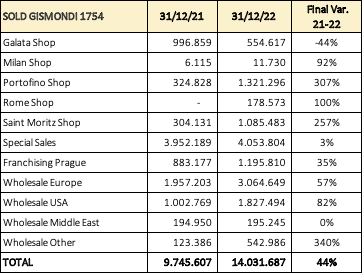 SOLD GISMONDI 1754 31/12/21 31/12/22 Final Var. 21-22
Galata Shop 996.859 554.617 -44%
Milan Shop 6.115 11.730 92%
Portofino Shop 324.828 1.321.296 307%
Rome Shop - 178.573 100%
Saint Moritz Shop 304.131 1.085.483 257%
Special Sales 3.952.189 4.053.804 3%
Franchising Prague 883.177 1.195.810 35%
Wholesale Europe 1.957.203 3.064.649 57%
Wholesale USA 1.002.769 1.827.494 82%
Wholesale Middle East 194.950 195.245 0%
Wholesale Other 123.386 542.986 340%
TOTAL 9.745.607 14.031.687 44%